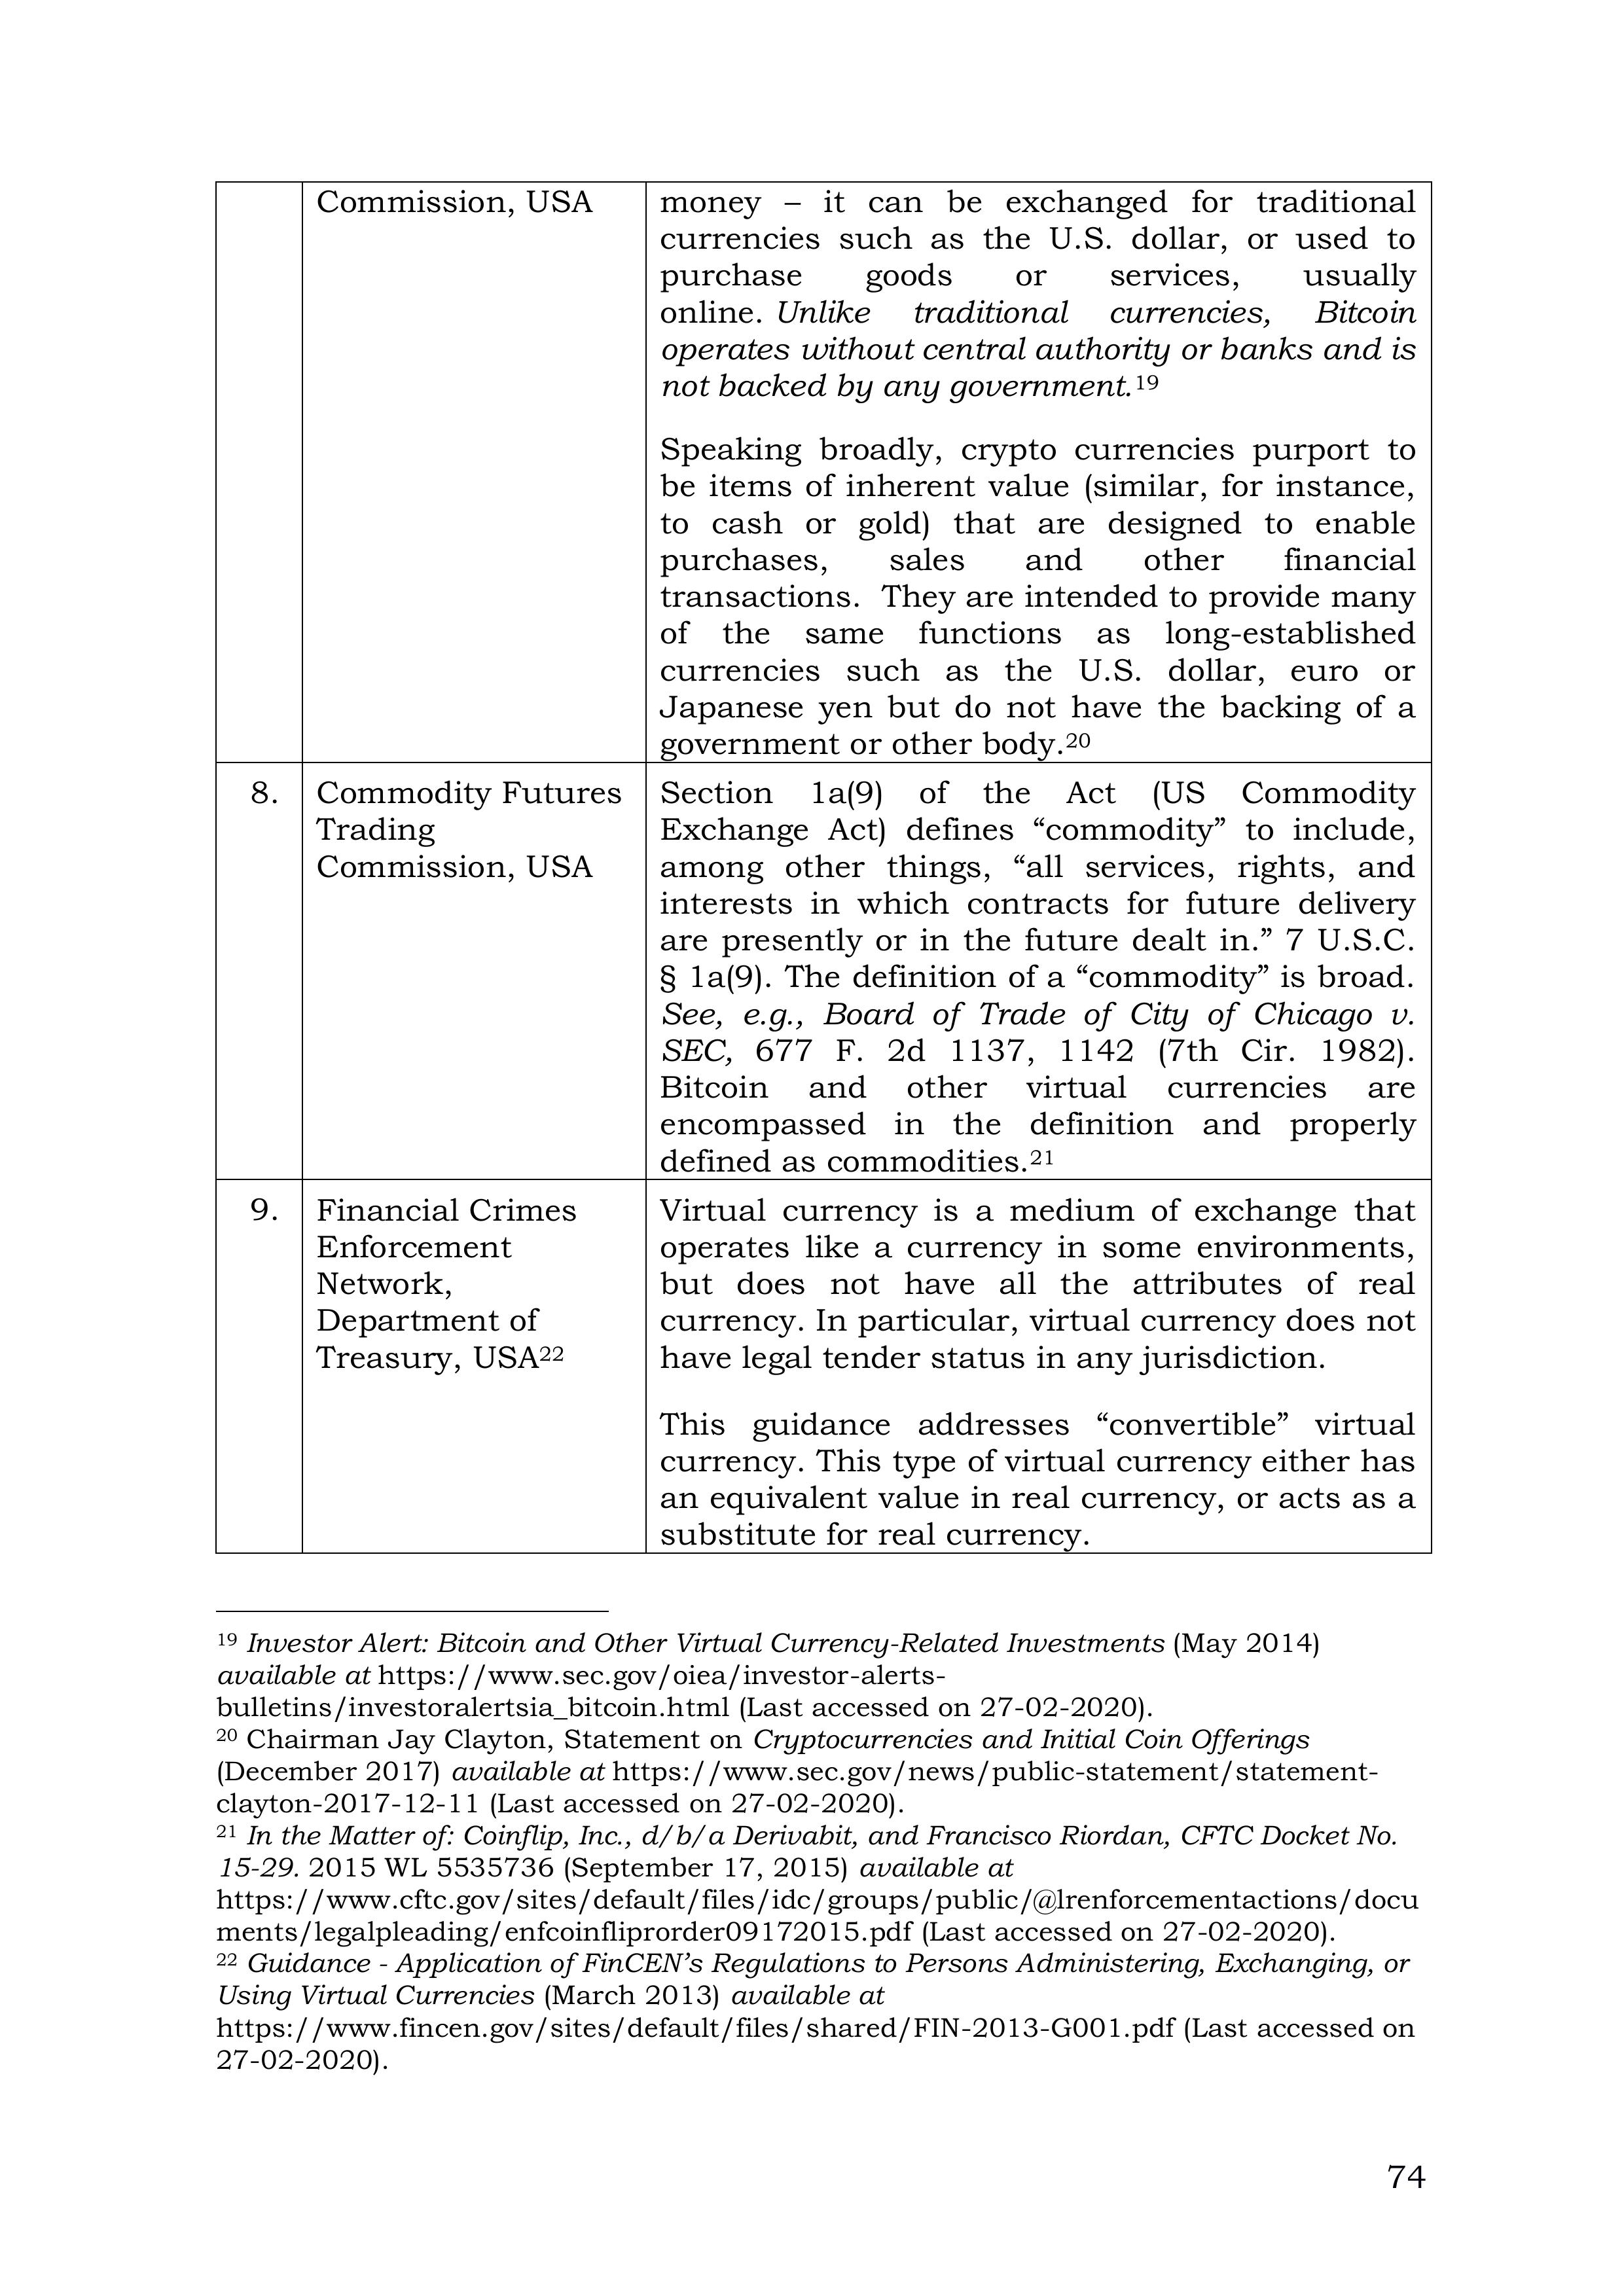 Commission, USA
money – it can be exchanged for traditional
currencies such as the U.S. dollar, or used to
purchase goods or services, usually
online. Unlike traditional currencies, Bitcoin
operates without central authority or banks and is
not backed by any government.19
Speaking broadly, crypto currencies purport to
be items of inherent value (similar, for instance,
to cash or gold) that are designed to enable
purchases, sales and other financial
transactions. They are intended to provide many
of the same functions as long-established
currencies such as the U.S. dollar, euro or
Japanese yen but do not have the backing of a
government or other body.20
8.
Commodity Futures
Trading
Commission, USA
Section 1a(9) of the Act (US Commodity
Exchange Act) defines “commodity” to include,
among other things, “all services, rights, and
interests in which contracts for future delivery
are presently or in the future dealt in.” 7 U.S.C.
§ 1a(9). The definition of a “commodity” is broad.
See, e.g., Board of Trade of City of Chicago v.
SEC, 677 F. 2d 1137, 1142 (7th Cir. 1982).
Bitcoin and other virtual currencies are
encompassed in the definition and properly
defined as commodities.21
9.
Financial Crimes
Enforcement
Network,
Department of
Treasury, USA22
Virtual currency is a medium of exchange that
operates like a currency in some environments,
but does not have all the attributes of real
currency. In particular, virtual currency does not
have legal tender status in any jurisdiction.
This guidance addresses “convertible” virtual
currency. This type of virtual currency either has
an equivalent value in real currency, or acts as a
substitute for real currency.
19 Investor Alert: Bitcoin and Other Virtual Currency-Related Investments (May 2014)
available at https://www.sec.gov/oiea/investor-alerts-
bulletins/investoralertsia_bitcoin.html (Last accessed on 27-02-2020).
20 Chairman Jay Clayton, Statement on Cryptocurrencies and Initial Coin Offerings
(December 2017) available at https://www.sec.gov/news/public-statement/statement-
clayton-2017-12-11 (Last accessed on 27-02-2020).
21 In the Matter of: Coinflip, Inc., d/b/a Derivabit, and Francisco Riordan, CFTC Docket No.
15-29. 2015 WL 5535736 (September 17, 2015) available at
https://www.cftc.gov/sites/default/files/idc/groups/public/@lrenforcementactions/docu
ments/legalpleading/enfcoinfliprorder09172015.pdf (Last accessed on 27-02-2020).
22 Guidance - Application of FinCEN’s Regulations to Persons Administering, Exchanging, or
Using Virtual Currencies (March 2013) available at
https://www.fincen.gov/sites/default/files/shared/FIN-2013-G001.pdf (Last accessed on
27-02-2020).
74